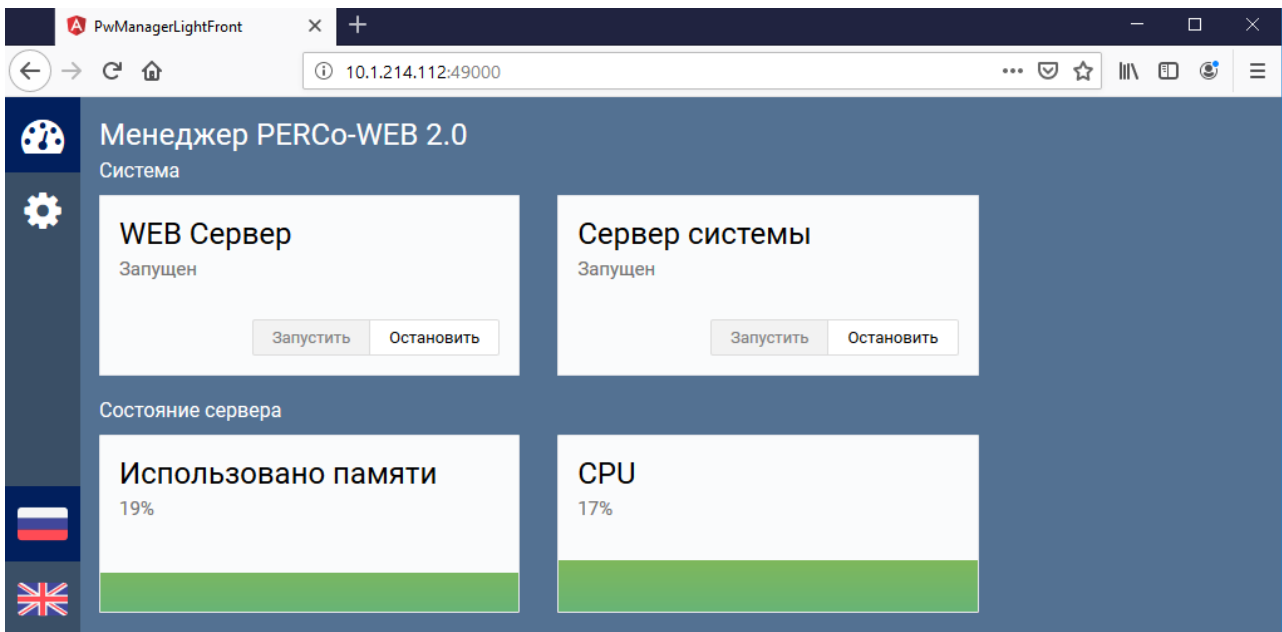 PwManagerLightFront
10.1.214.112:49000
Менеджер PERCo-WEB 2.0
Система
WEB Сервер
Запущен
Запустить Остановить
Сервер системы
Запущен
Запустить Остановить
Состояние сервера
Использовано памяти
19%
CPU
17%